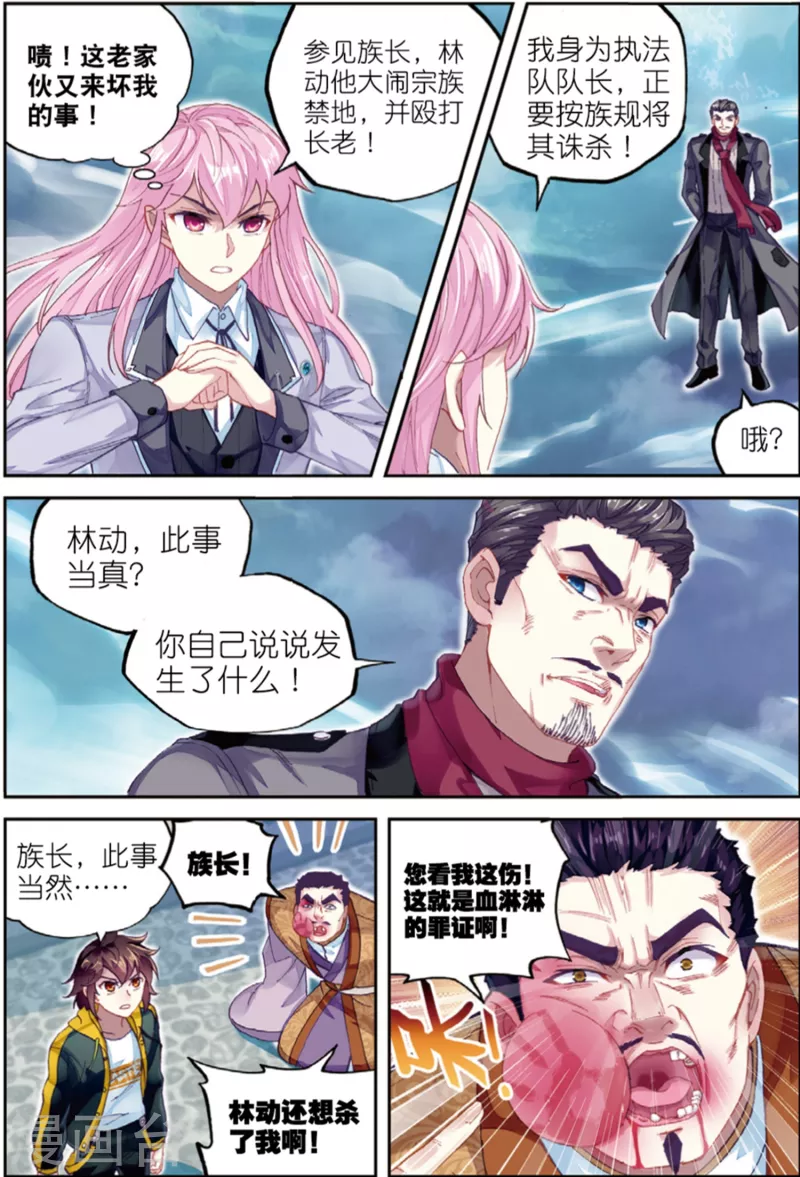 啧！这老家
伙又来坏我
的事！
参见族长，林
动他大闹宗族
禁地，并殴打
长老！
我身为执法
队队长，正
要按族规将
其诛杀！
哦？
林动，此事
当真？
你自己说说发
生了什么！
族长，此事
当然……
族长！
林动还想杀
了我啊！
您看我这伤！
这就是血淋淋
的罪证啊！
漫画台